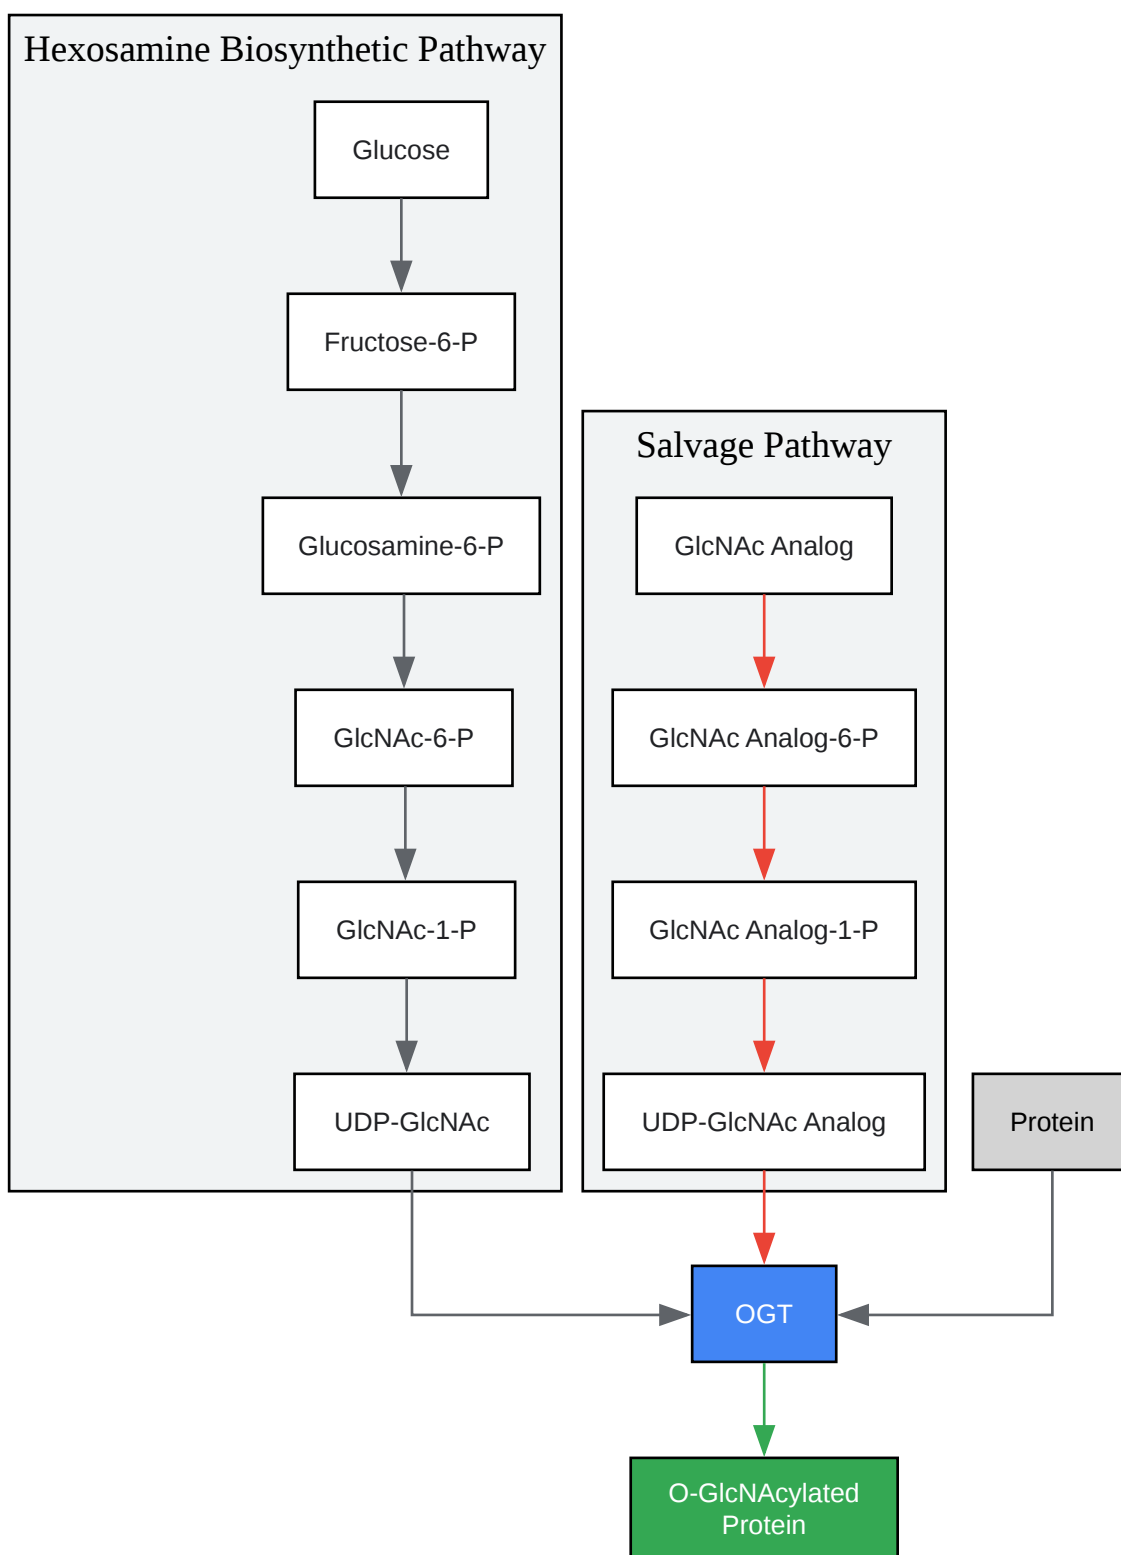 Hexosamine Biosynthetic Pathway
Glucose
Fructose-6-P
Glucosamine-6-P
GlcNAc-6-P
GlcNAc-1-P
UDP-GlcNAc
Salvage Pathway
GlcNAc Analog
GlcNAc Analog-6-P
GlcNAc Analog-1-P
UDP-GlcNAc Analog
Protein
OGT
O-GlcNAcylated
Protein